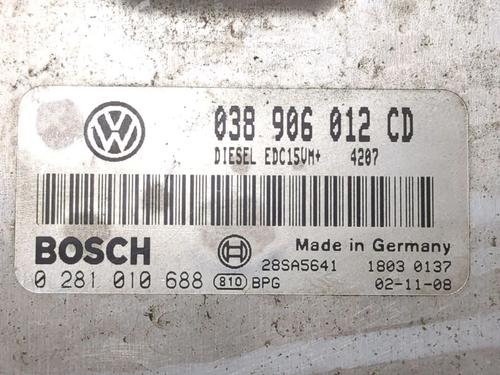 038 906 012 CD
DIESEL EDC15VM+ 4207
BOSCH
Made in Germany
28SA5641 1803 0137
0 281 010 688 810 BPG 02-11-08